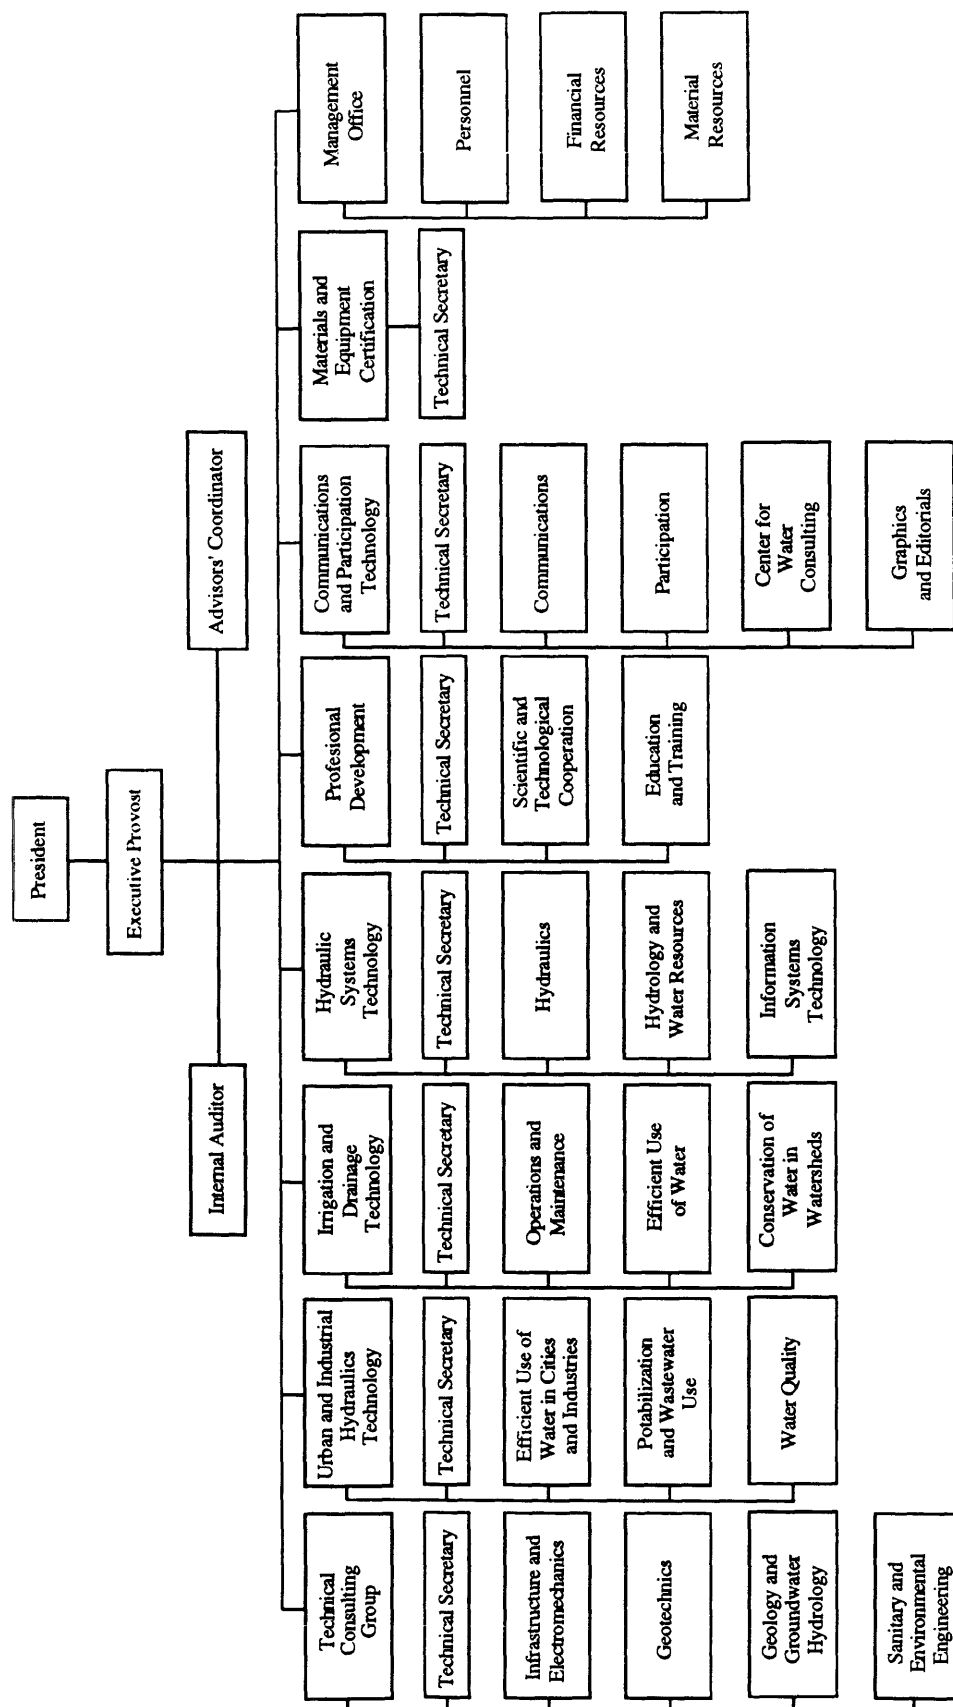 President
Executive Provost
Internal Auditor
Advisors' Coordinator
Technical
Consulting
Group
Technical Secretary
Infrastructure and
Electromechanics
Geotechnics
Geology and
Groundwater
Hydrology
Sanitary and
Environmental
Engineering
Urban and Industrial
Hydraulics
Technology
Technical Secretary
Efficient Use of
Water in Cities
and Industries
Potabilization
and Wastewater
Use
Water Quality
Irrigation and
Drainage
Technology
Technical Secretary
Operations and
Maintenance
Efficient Use
of Water
Conservation of
Water in
Watersheds
Hydraulic
Systems
Technology
Technical Secretary
Hydraulics
Hydrology and
Water Resources
Information
Systems
Technology
Profesional
Development
Technical Secretary
Scientific and
Technological
Cooperation
Education
and Training
Communications
and Participation
Technology
Technical Secretary
Communications
Participation
Center for
Water
Consulting
Graphics
and Editorials
Materials and
Equipment
Certification
Technical Secretary
Management
Office
Personnel
Financial
Resources
Material
Resources